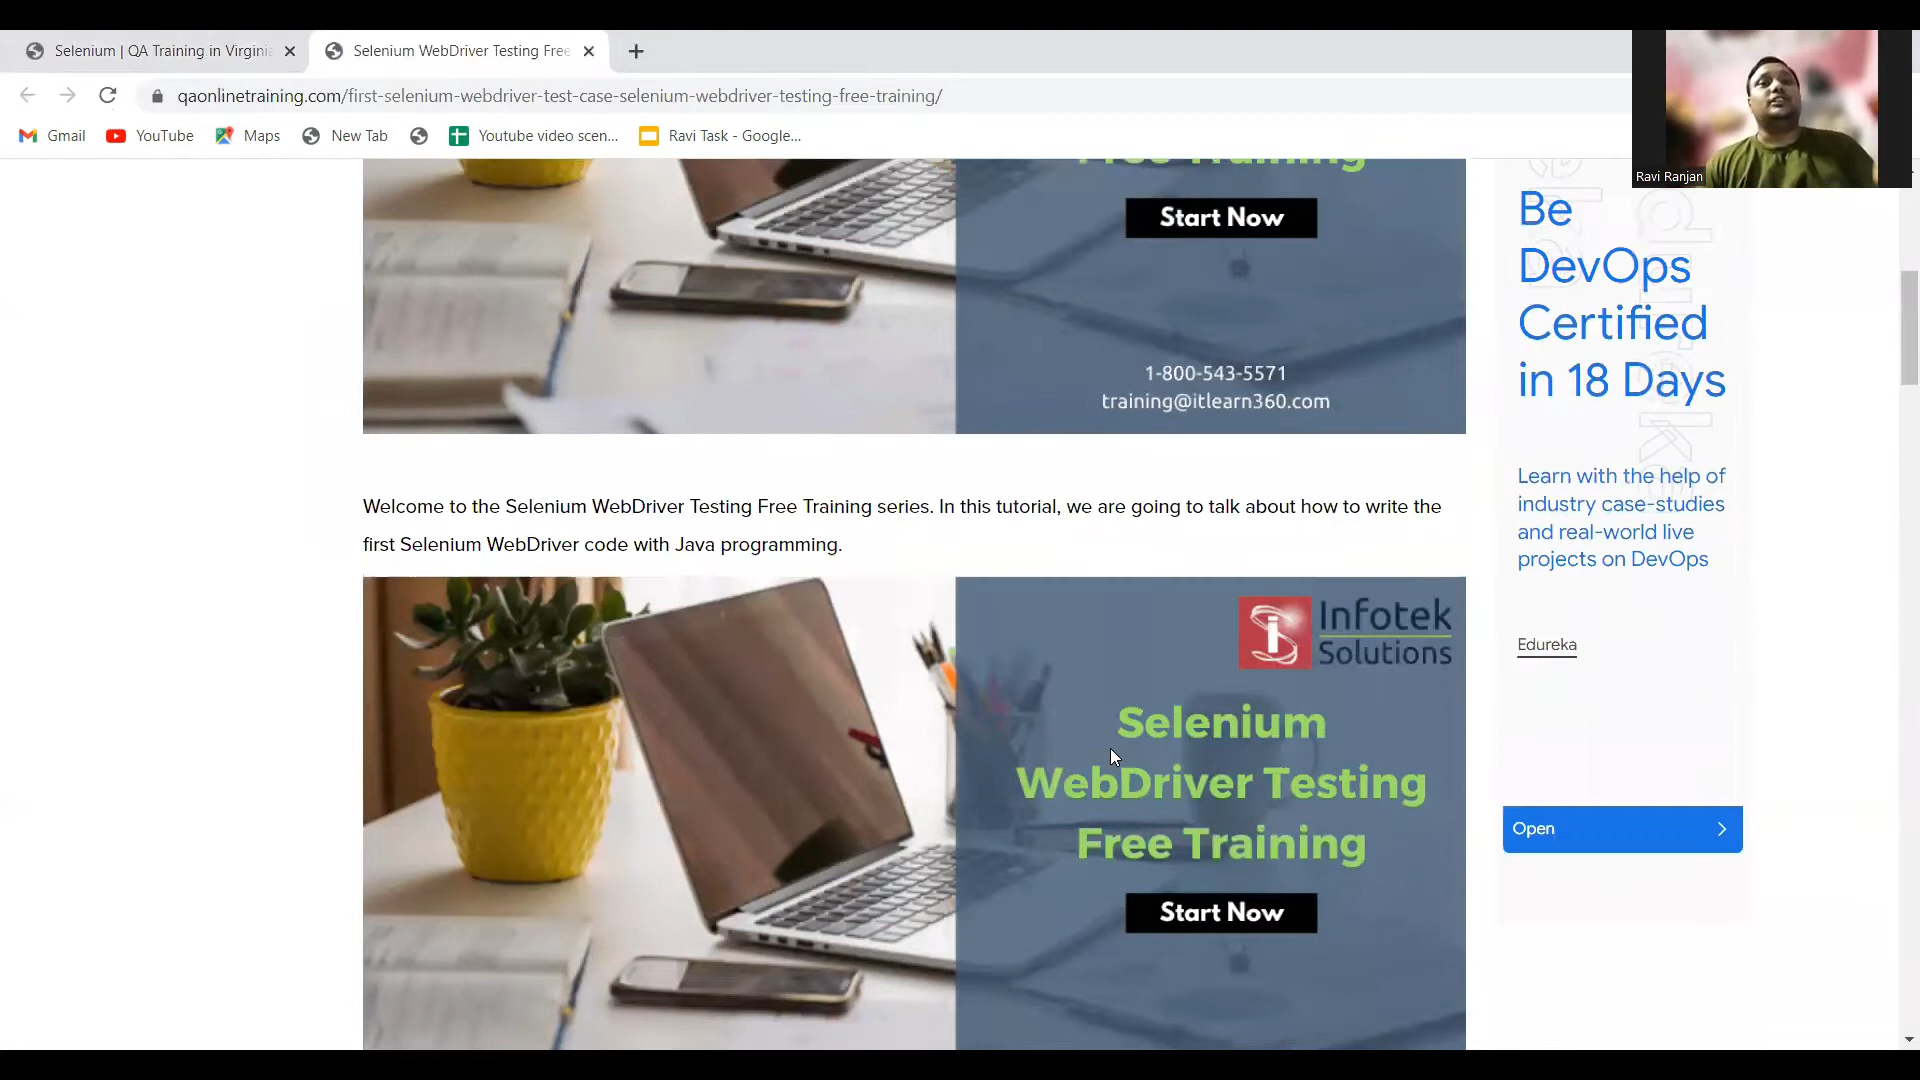 Selenium | QA Training in Virginia
Selenium WebDriver Testing Free
qaonlinetraining.com/first-selenium-webdriver-test-case-selenium-webdriver-testing-free-training/
Gmail
YouTube
Maps
New Tab
Youtube video scen...
Ravi Task - Google...
Ravi Ranjan
Free Training
Start Now
1-800-543-5571
training@itlearn360.com
Be
DevOps
Certified
in 18 Days
Learn with the help of
industry case-studies
and real-world live
projects on DevOps
Edureka
Open
Welcome to the Selenium WebDriver Testing Free Training series. In this tutorial, we are going to talk about how to write the
first Selenium WebDriver code with Java programming.
Infotek
Solutions
Selenium
WebDriver Testing
Free Training
Start Now